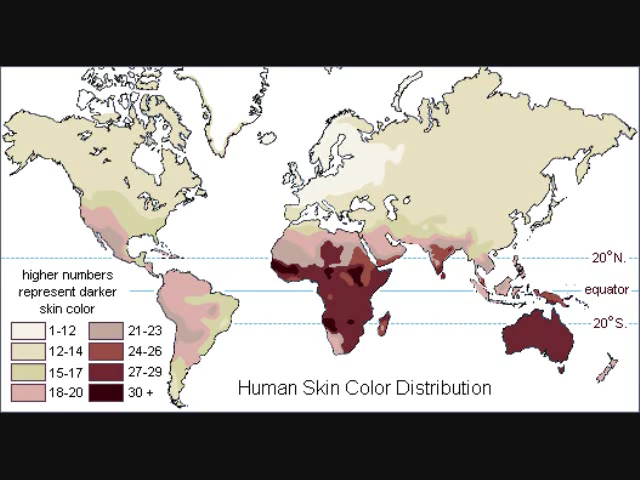 20°N.
higher numbers
represent darker
skin color
equator
20°S.
1-12 21-23
12-14 24-26
15-17 27-29
18-20 30 +
Human Skin Color Distribution